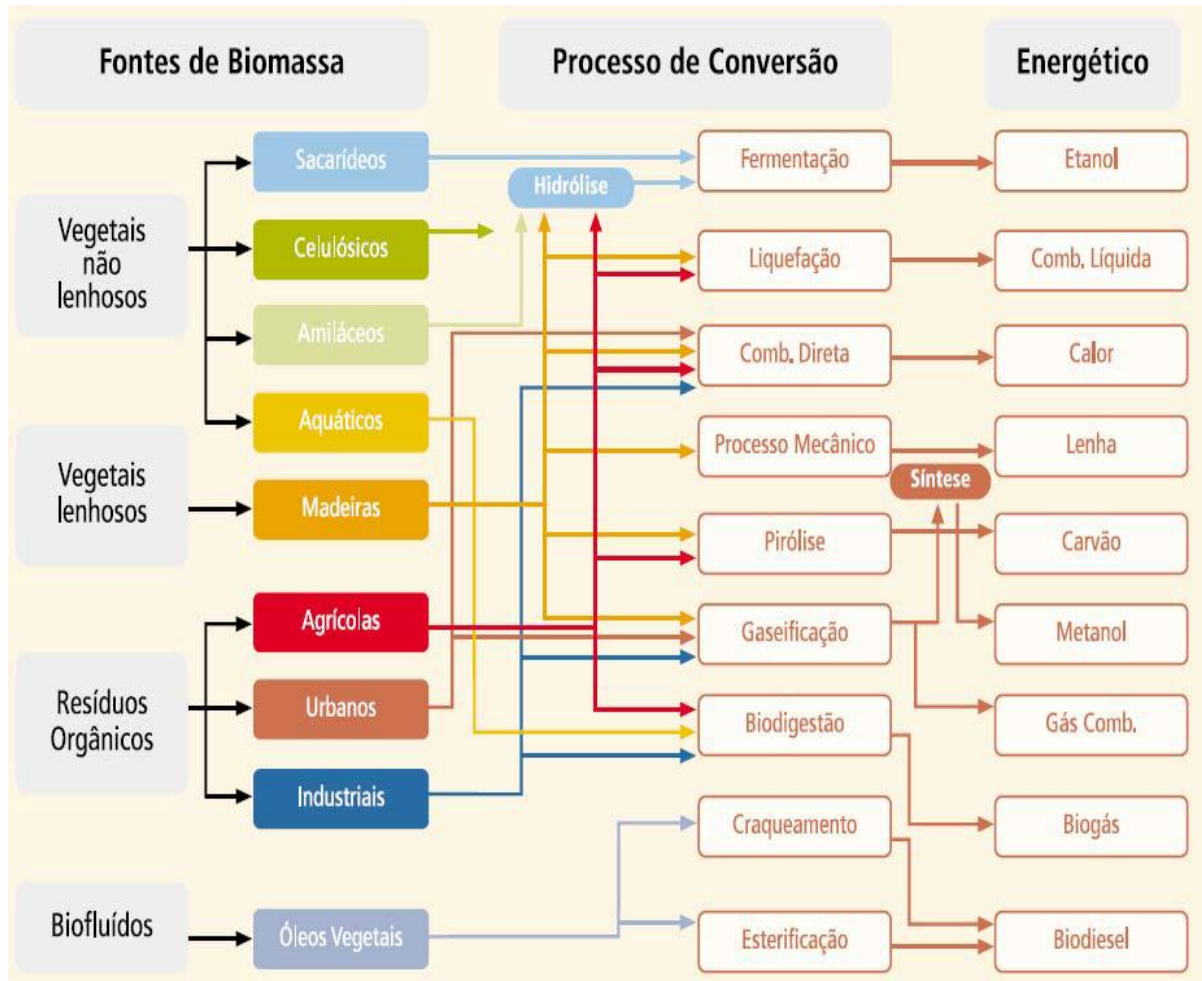 Fontes de Biomassa
Processo de Conversão
Energético
Vegetais
não
lenhosos
Vegetais
lenhosos
Resíduos
Orgânicos
Biofluídos
Sacarídeos
Celulósicos
Amiláceos
Aquáticos
Madeiras
Agrícolas
Urbanos
Industriais
Óleos Vegetais
Hidrólise
Fermentação
Liquefação
Comb. Direta
Processo Mecânico
Pirólise
Gaseificação
Biodigestão
Craqueamento
Esterificação
Síntese
Etanol
Comb. Líquida
Calor
Lenha
Carvão
Metanol
Gás Comb.
Biogás
Biodiesel